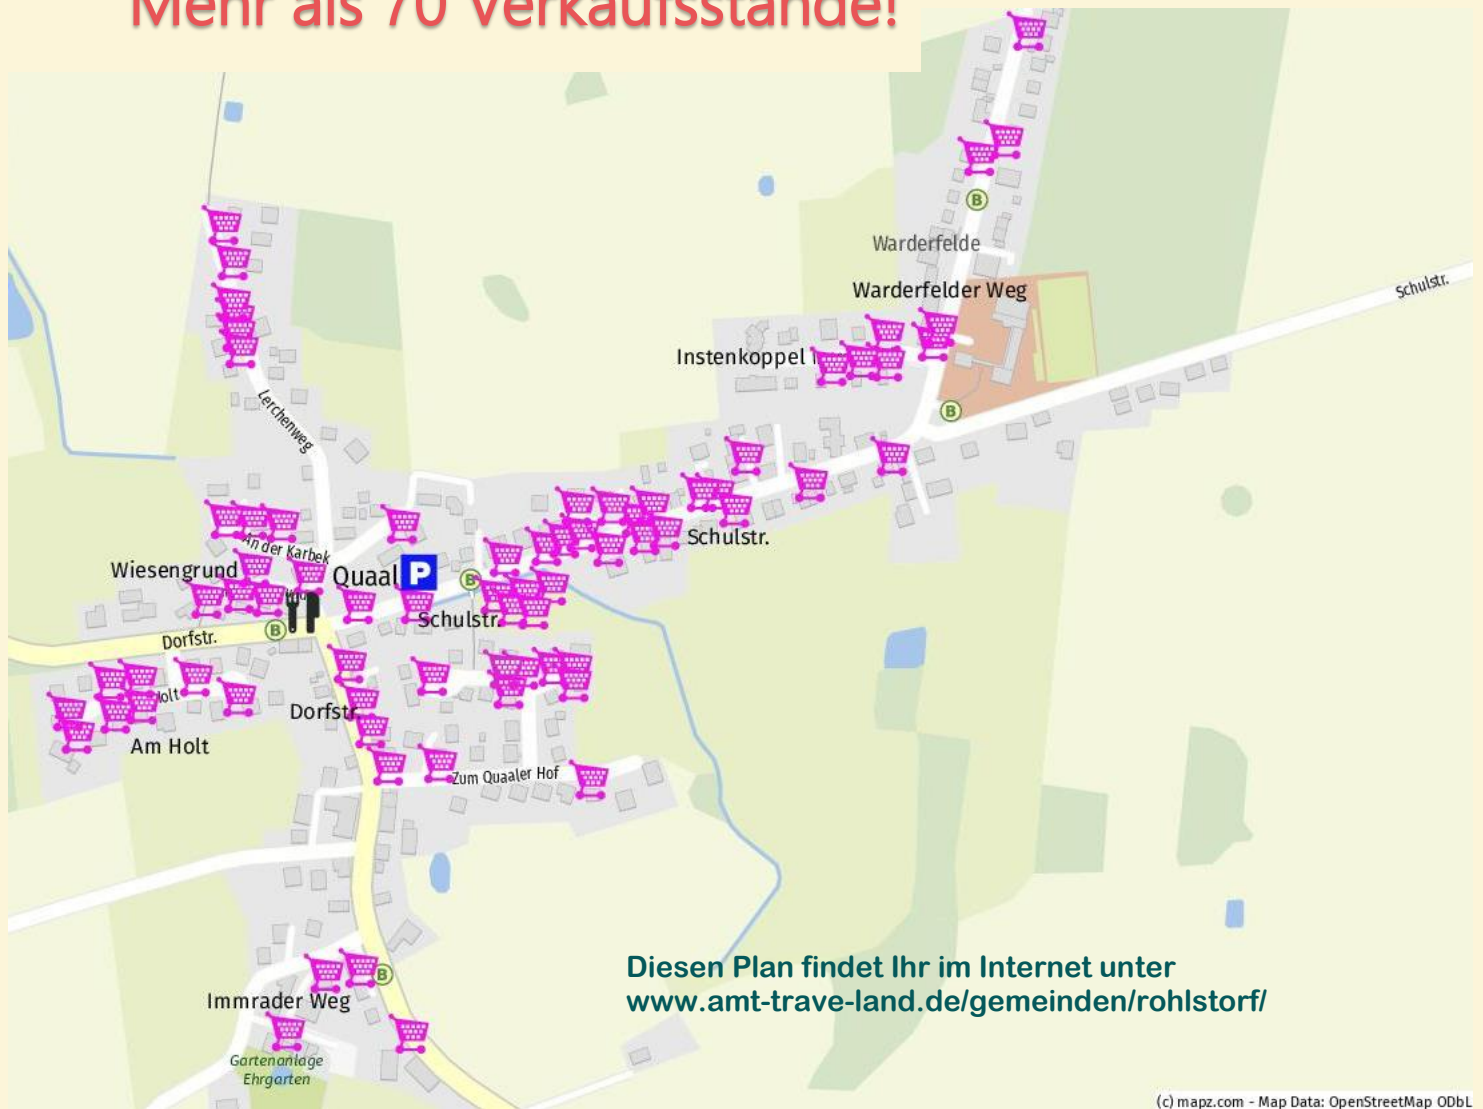 Mehr als 70 Verkaufsstände!
B
Warderfelde
Warderfelder Weg
Schulstr.
Instenkoppel
B
Lerchenweg
Schulstr.
An der Karbek
Wiesengrund
Quaal P
B
Schulstr.
B
Dorfstr.
Holt
Dorfstr.
Am Holt
Zum Quaaler Hof
Diesen Plan findet Ihr im Internet unter
www.amt-trave-land.de/gemeinden/rohlstorf/
B
Immrader Weg
Gartenanlage
Ehrgarten
(c) mapz.com - Map Data: OpenStreetMap ODbL